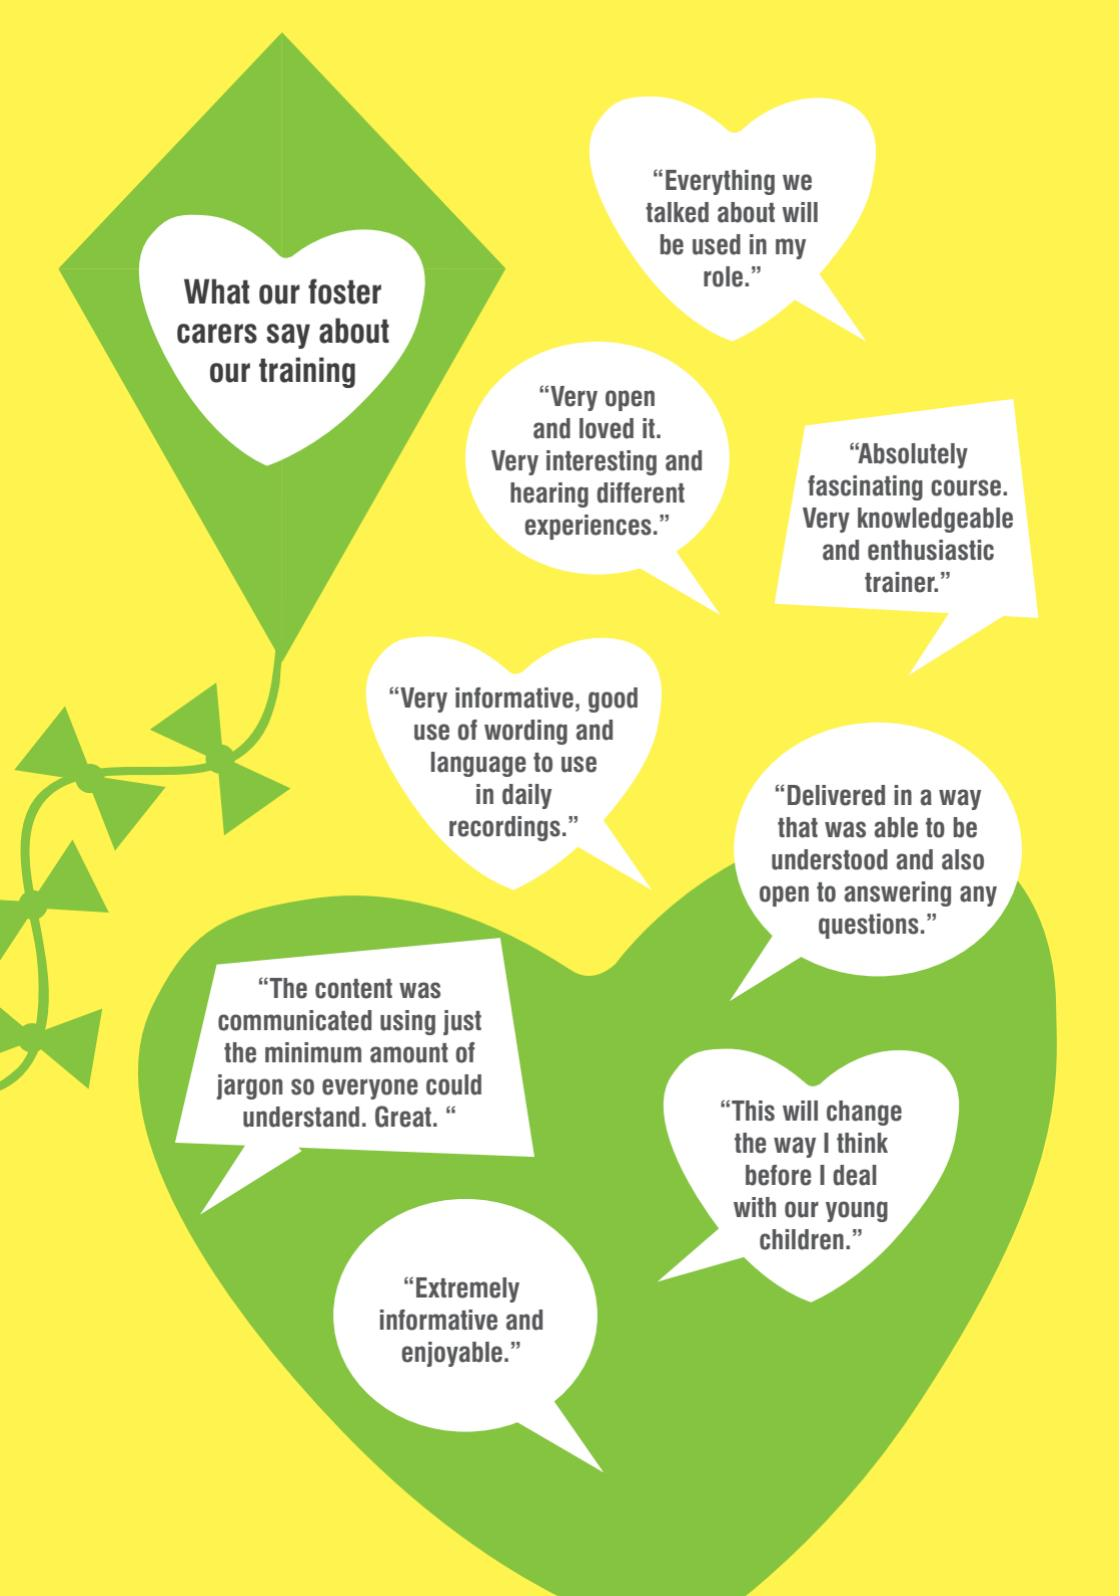 What our foster
carers say about
our training
“Everything we
talked about will
be used in my
role.”
“Very open
and loved it.
Very interesting and
hearing different
experiences.”
“Absolutely
fascinating course.
Very knowledgeable
and enthusiastic
trainer.”
“Very informative, good
use of wording and
language to use
in daily
recordings.”
“Delivered in a way
that was able to be
understood and also
open to answering any
questions.”
“The content was
communicated using just
the minimum amount of
jargon so everyone could
understand. Great. “
“This will change
the way I think
before I deal
with our young
children.”
“Extremely
informative and
enjoyable.”